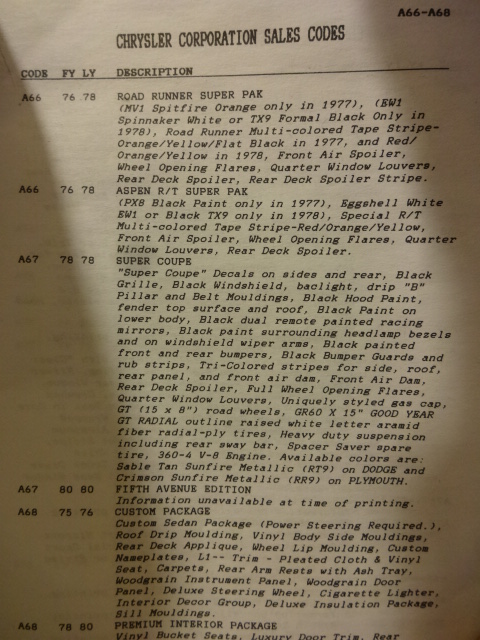 A66-A68
CHRYSLER CORPORATION SALES CODES
CODE FY LY DESCRIPTION
A66 76 78 ROAD RUNNER SUPER PAK
(MV1 Spitfire Orange only in 1977), (EW1
Spinnaker White or TX9 Formal Black Only in
1978), Road Runner Multi-colored Tape Stripe-
Orange/Yellow/Flat Black in 1977, and Red/
Orange/Yellow in 1978, Front Air Spoiler,
Wheel Opening Flares, Quarter Window Louvers,
Rear Deck Spoiler, Rear Deck Spoiler Stripe.
A66 76 78 ASPEN R/T SUPER PAK
(PX8 Black Paint only in 1977), Eggshell White
EW1 or Black TX9 only in 1978), Special R/T
Multi-colored Tape Stripe-Red/Orange/Yellow,
Front Air Spoiler, Wheel Opening Flares, Quarter
Window Louvers, Rear Deck Spoiler.
A67 78 78 SUPER COUPE
"Super Coupe" Decals on sides and rear, Black
Grille, Black Windshield, baclight, drip "B"
Pillar and Belt Mouldings, Black Hood Paint,
fender top surface and roof, Black Paint on
lower body, Black dual remote painted racing
mirrors, Black paint surrounding headlamp bezels
and on windshield wiper arms, Black painted
front and rear bumpers, Black Bumper Guards and
rub strips, Tri-Colored stripes for side, roof,
rear panel, and front air dam, Front Air Dam,
Rear Deck Spoiler, Full Wheel Opening Flares,
Quarter Window Louvres, Uniquely styled gas cap,
GT (15 x 8") road wheels, GR60 X 15" GOOD YEAR
GT RADIAL outline raised white letter aramid
fiber radial-ply tires, Heavy duty suspension
including rear sway bar, Spacer Saver spare
tire, 360-4 V-8 Engine. Available colors are:
Sable Tan Sunfire Metallic (RT9) on DODGE and
Crimson Sunfire Metallic (RR9) on PLYMOUTH.
A67 80 80 FIFTH AVENUE EDITION
Information unavailable at time of printing.
A68 75 76 CUSTOM PACKAGE
Custom Sedan Package (Power Steering Required.),
Roof Drip Moulding, Vinyl Body Side Mouldings,
Rear Deck Applique, Wheel Lip Moulding, Custom
Nameplates, L1-- Trim - Pleated Cloth & Vinyl
Seat, Carpets, Rear Arm Rests with Ash Tray,
Woodgrain Instrument Panel, Woodgrain Door
Panel, Deluxe Steering Wheel, Cigarette Lighter,
Interior Decor Group, Deluxe Insulation Package,
Sill Mouldings.
A68 78 80 PREMIUM INTERIOR PACKAGE
Vinyl Bucket Seats, Luxury Door Trim, Rear